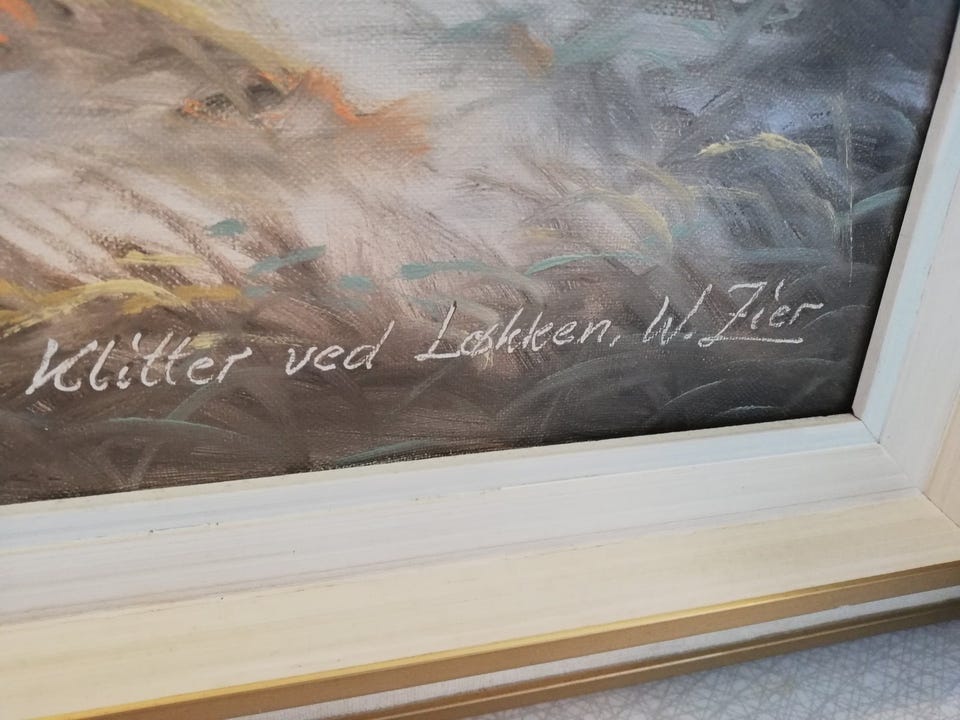 Klitter ved Løkken, W. Zier